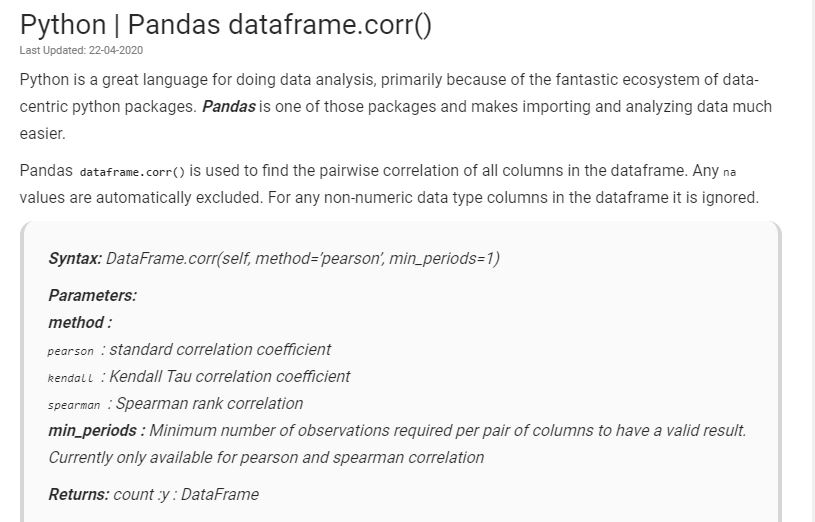 Python | Pandas dataframe.corr()
Last Updated: 22-04-2020
Python is a great language for doing data analysis, primarily because of the fantastic ecosystem of data-
centric python packages. Pandas is one of those packages and makes importing and analyzing data much
easier.
Pandas dataframe.corr() is used to find the pairwise correlation of all columns in the dataframe. Any na
values are automatically excluded. For any non-numeric data type columns in the dataframe it is ignored.
Syntax: DataFrame.corr(self, method='pearson', min_periods=1)
Parameters:
method :
pearson : standard correlation coefficient
kendall : Kendall Tau correlation coefficient
spearman : Spearman rank correlation
min_periods : Minimum number of observations required per pair of columns to have a valid result.
Currently only available for pearson and spearman correlation
Returns: count :y : DataFrame